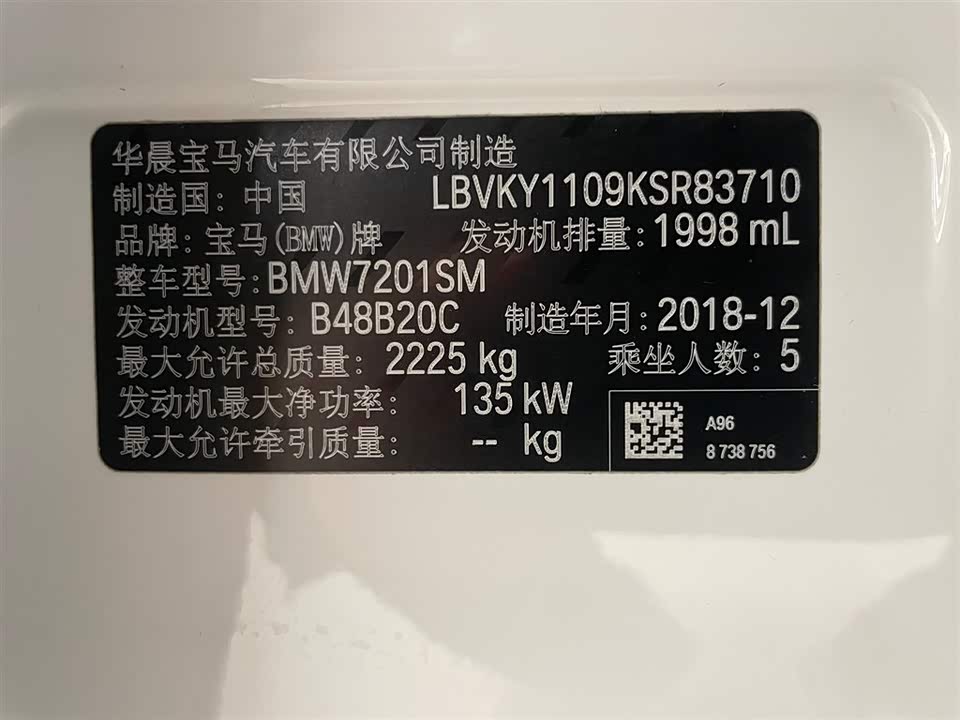 华晨宝马汽车有限公司制造
制造国：中国 LBVKY1109KSR83710
品牌：宝马(BMW)牌 发动机排量：1998 mL
整车型号：BMW7201SM
发动机型号：B48B20C 制造年月：2018-12
最大允许总质量：2225 kg 乘坐人数：5
发动机最大净功率：135 kW
最大允许牵引质量：-- kg
A96
8 738 756